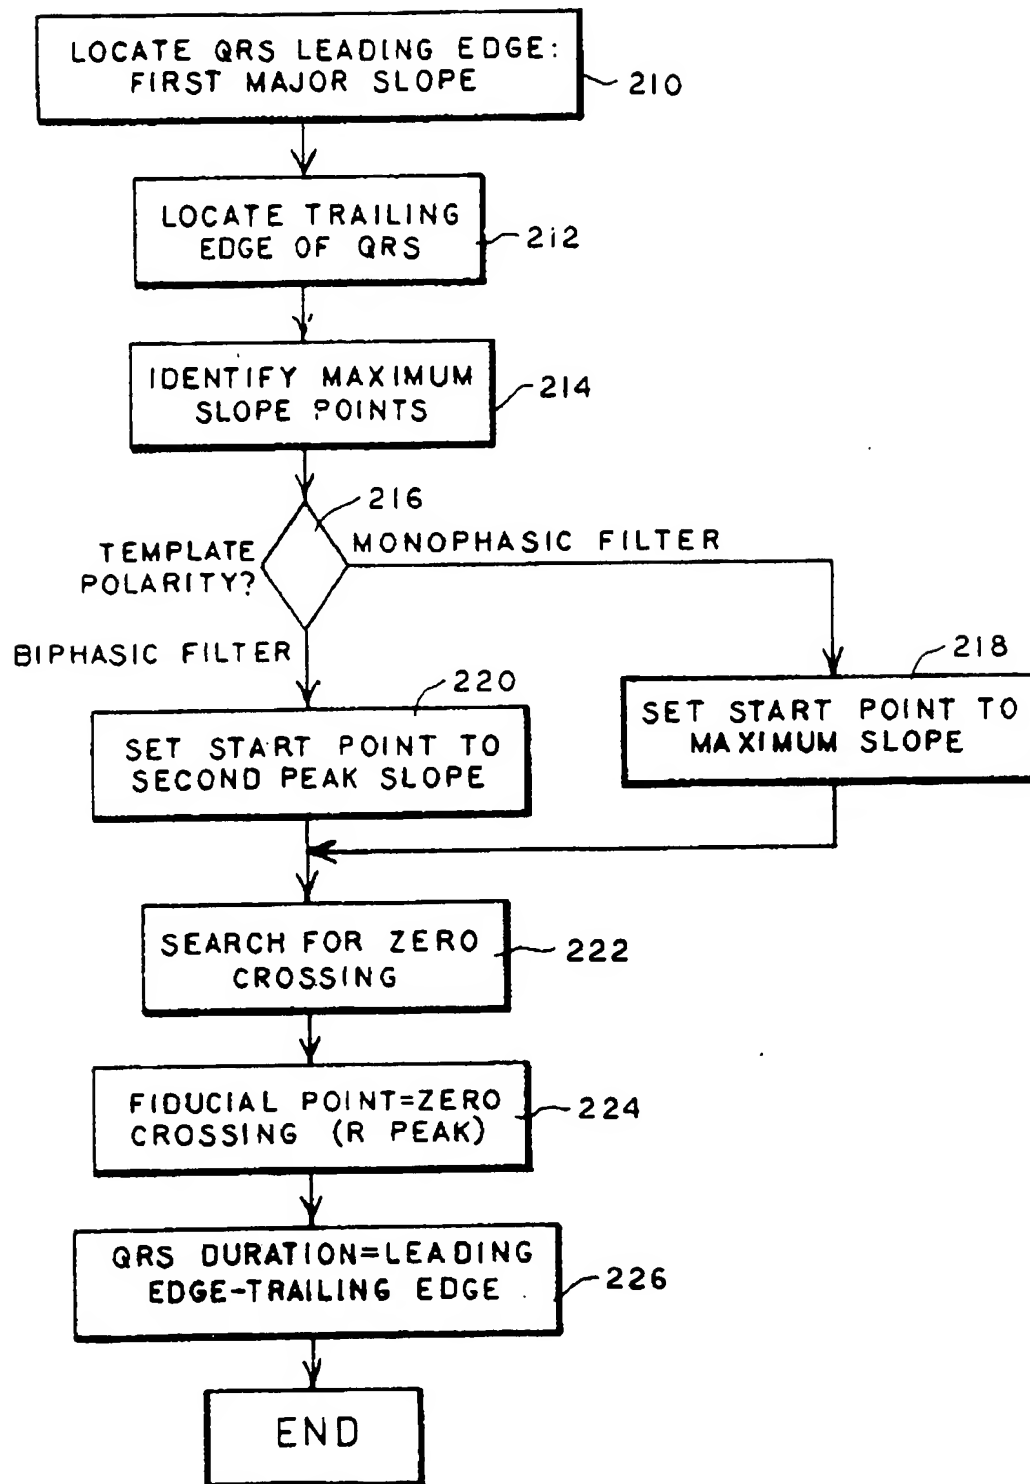 LOCATE QRS LEADING EDGE:
FIRST MAJOR SLOPE
210
LOCATE TRAILING
EDGE OF QRS
212
IDENTIFY MAXIMUM
SLOPE POINTS
214
216
TEMPLATE
POLARITY?
MONOPHASIC FILTER
BIPHASIC FILTER
218
SET START POINT TO
MAXIMUM SLOPE
220
SET START POINT TO
SECOND PEAK SLOPE
SEARCH FOR ZERO
CROSSING
222
FIDUCIAL POINT=ZERO
CROSSING (R PEAK)
224
QRS DURATION=LEADING
EDGE-TRAILING EDGE
226
END